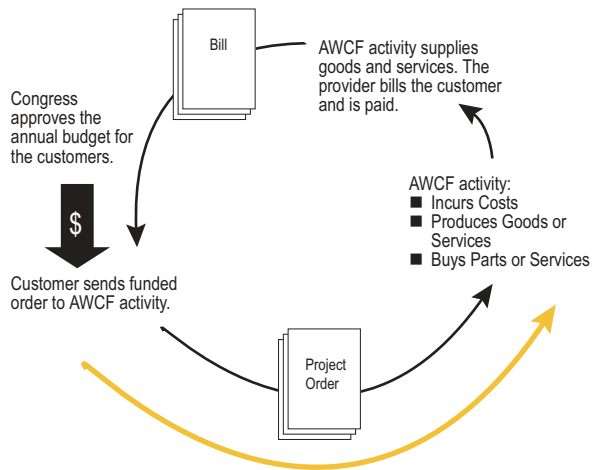 Bill
AWCF activity supplies
goods and services. The
provider bills the customer
and is paid.
Congress
approves the
annual budget for
the customers.
$
AWCF activity:
■ Incurs Costs
■ Produces Goods or
Services
■ Buys Parts or Services
Customer sends funded
order to AWCF activity.
Project
Order